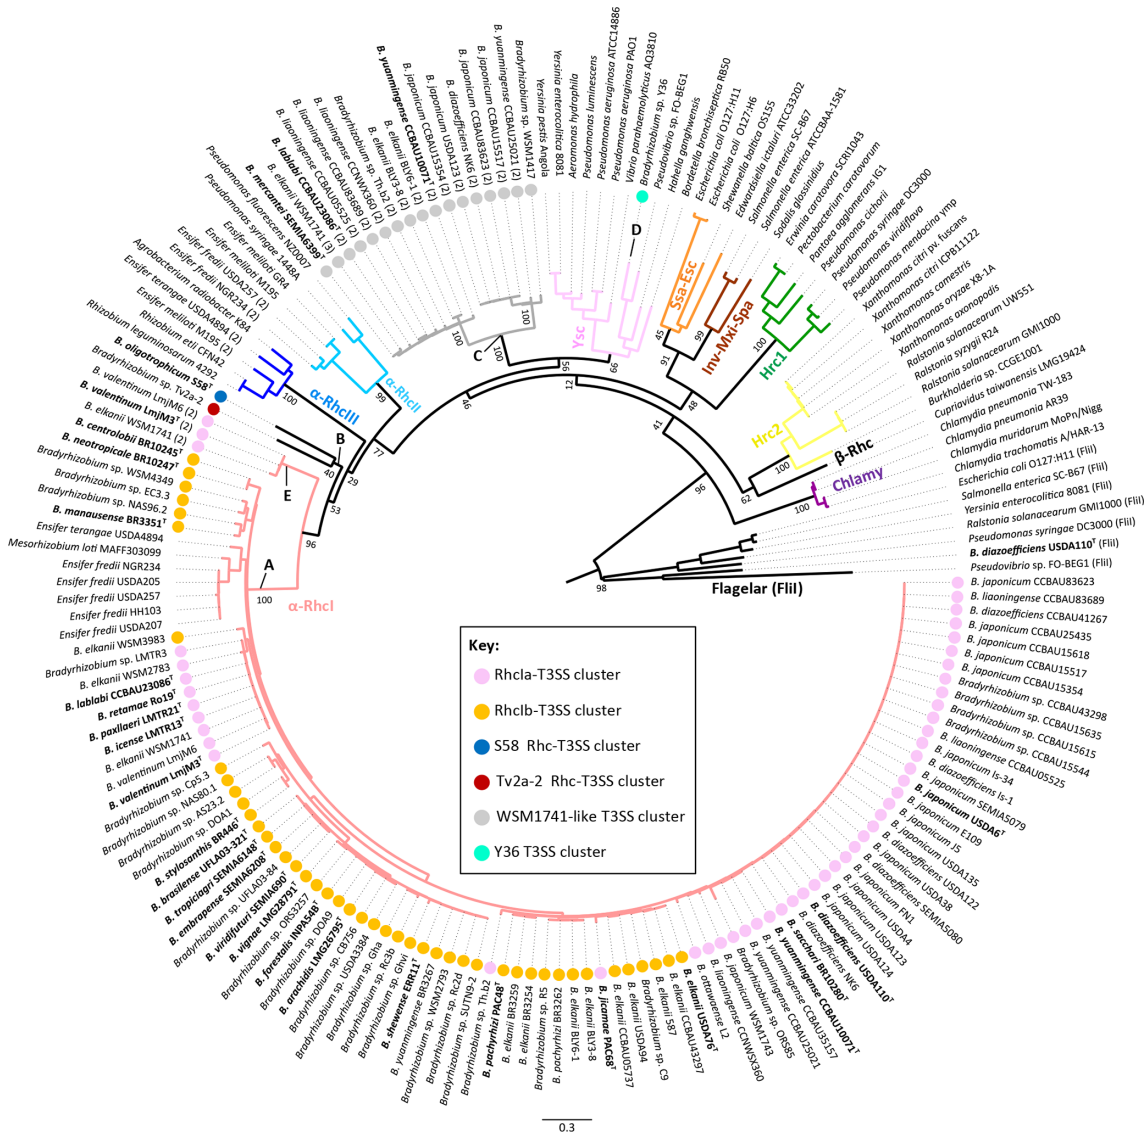 B. mercantei SEMIA6399T
B. elkanii WSM1741 (3)
B. lablabi CCBAU23086T (2)
B. liaoningense CCBAU05525 (2)
B. liaoningense CCBAU83689 (2)
B. liaoningense CCNWX360 (2)
Bradyrhizobium sp. Th.b2 (2)
B. elkanii BLY3-8 (2)
B. elkanii BLY6-1 (2)
B. yuanmingense CCBAU10071T (2)
B. japonicum CCBAU15354 (2)
B. japonicum USDA123 (2)
B. diazoefficiens NK6 (2)
B. japonicum CCBAU83623 (2)
B. japonicum CCBAU15517 (2)
B. yuanmingense CCBAU25021 (2)
Bradyrhizobium sp. WSM1417
Yersinia pestis Angola
Yersinia enterocolitica 8081
Aeromonas hydrophila
Pseudomonas luminescens
Pseudomonas aeruginosa ATCC14886
Pseudomonas aeruginosa PAO1
Vibrio parahaemolyticus AQ3810
Bradyrhizobium sp. Y36
Pseudovibrio sp. FO-BEG1
Hahella ganghwensis
Bordetella bronchiseptica RB50
Escherichia coli O127:H11
Escherichia coli O127:H6
Shewanella baltica OS155
Edwardsiella ictaluri ATCC33202
Salmonella enterica SC-B67
Salmonella enterica ATCCBAA-1581
Sodalis glossinidius
Erwinia carotovora SCRI1043
Pectobacterium carotovorum
Pantoea agglomerans IG1
Pseudomonas cichorii
Pseudomonas syringae DC3000
Pseudomonas viridiflava
Pseudomonas mendocina ymp
Xanthomonas citri pv. fuscans
Xanthomonas citri ICPB11122
Xanthomonas camestris
Xanthomonas oryzae X8-1A
Xanthomonas axonopodis
Ralstonia solanacearum UW551
Ralstonia syzygii R24
Ralstonia solanacearum GMI1000
Burkholderia sp. CCGE1001
Cupriavidus taiwanensis LMG19424
Chlamydia pneumonia TW-183
Chlamydia pneumonia AR39
Chlamydia muridarum MoPn/Nigg
Chlamydia trachomatis A/HAR-13
Escherichia coli O127:H11 (FliI)
Salmonella enterica SC-B67 (FliI)
Yersinia enterocolitica 8081 (FliI)
Ralstonia solanacearum GMI1000 (FliI)
Pseudomonas syringae DC3000 (FliI)
B. diazoefficiens USDA110T (FliI)
Pseudovibrio sp. FO-BEG1 (FliI)
B. japonicum CCBAU83623
B. liaoningense CCBAU83689
B. diazoefficiens CCBAU41267
B. japonicum CCBAU25435
B. japonicum CCBAU15618
B. japonicum CCBAU15517
B. japonicum CCBAU15354
Bradyrhizobium sp. CCBAU43298
Bradyrhizobium sp. CCBAU15635
Bradyrhizobium sp. CCBAU15615
Bradyrhizobium sp. CCBAU15544
B. liaoningense CCBAU05525
B. japonicum Is-34
B. diazoefficiens Is-1
B. japonicum SEMIA5079
B. japonicum USDA6T
B. japonicum E109
B. japonicum J5
B. japonicum USDA135
B. diazoefficiens USDA122
B. japonicum USDA38
B. diazoefficiens SEMIA5080
B. japonicum FN1
B. japonicum USDA4
B. japonicum USDA123
B. japonicum USDA124
B. diazoefficiens USDA110T
B. diazoefficiens NK6
B. sacchari BR10280T
B. yuanmingense CCBAU10071T
B. yuanmingense CCBAU35157
B. yuanmingense CCBAU25021
Bradyrhizobium sp. ORS85
B. japonicum WSM1743
B. liaoningense CCNWSX360
B. ottawaense L2
B. elkanii USDA76T
B. elkanii CCBAU43297
B. elkanii 587
Bradyrhizobium sp. C9
B. elkanii USDA94
B. elkanii CCBAU05737
B. jicamae PAC68T
B. elkanii BLY3-8
B. elkanii BLY6-1
B. pachyrhizi BR3262
Bradyrhizobium sp. R5
B. elkanii BR3254
B. elkanii BR3259
B. pachyrhizi PAC48T
Bradyrhizobium sp. Th.b2
Bradyrhizobium sp. SUTN9-2
Bradyrhizobium sp. Rc2d
B. yuanmingense WSM2793
B. yuanmingense BR3267
B. shewense ERR11T
Bradyrhizobium sp. Ghvi
Bradyrhizobium sp. Rc3b
Bradyrhizobium sp. Gha
Bradyrhizobium sp. USDA3384
Bradyrhizobium sp. CB756
B. arachidis LMG26795T
Bradyrhizobium sp. DOA9
B. forestalis INPA54BT
Bradyrhizobium sp. ORS3257
B. vignae LMG28791T
B. viridifuturi SEMIA690T
Bradyrhizobium sp. UFLA03-84
B. embrapense SEMIA6208T
B. tropiciagri SEMIA6148T
B. brasilense UFLA03-321T
B. stylosanthis BR446T
Bradyrhizobium sp. DOA1
Bradyrhizobium sp. AS23.2
Bradyrhizobium sp. NAS80.1
Bradyrhizobium sp. Cp5.3
B. valentinum LmjM3T
B. valentinum LmjM6
B. elkanii WSM1741
B. icense LMTR13T
B. paxllaeri LMTR21T
B. retamae Ro19T
B. lablabi CCBAU23086T
B. elkanii WSM2783
Bradyrhizobium sp. LMTR3
B. elkanii WSM3983
Ensifer fredii USDA207
Ensifer fredii HH103
Ensifer fredii USDA257
Ensifer fredii USDA205
Ensifer fredii NGR234
Mesorhizobium loti MAFF303099
Ensifer terangae USDA4894
B. manausense BR3351T
Bradyrhizobium sp. NAS96.2
Bradyrhizobium sp. EC3.3
Bradyrhizobium sp. WSM4349
B. neotropicale BR10247T
B. centrolobii BR10245T
B. elkanii WSM1741 (2)
B. valentinum LmjM3T (2)
B. valentinum LmjM6 (2)
Bradyrhizobium sp. Tv2a-2
B. oligotrophicum S58T
Rhizobium leguminosarum 4292
Rhizobium etli CFN42
Ensifer meliloti M195 (2)
Ensifer terangae USDA4894 (2)
Agrobacterium radiobacter K84
Ensifer fredii NGR234 (2)
Ensifer fredii USDA257 (2)
Ensifer meliloti M195
Ensifer meliloti GR4
Pseudomonas syringae 1448A
Pseudomonas fluorescens NZ0007
α-RhcI
α-RhcII
α-RhcIII
Ysc
Ssa-Esc
Inv-Mxi-Spa
Hrc1
Hrc2
β-Rhc
Chlamy
Flagelar (FliI)
A
B
C
D
E
100
100
100
100
99
95
66
12
46
77
29
53
40
96
100
45
91
99
48
100
41
96
62
100
100
98
Key:
RhcIa-T3SS cluster
RhcIb-T3SS cluster
S58 Rhc-T3SS cluster
Tv2a-2 Rhc-T3SS cluster
WSM1741-like T3SS cluster
Y36 T3SS cluster
0.3